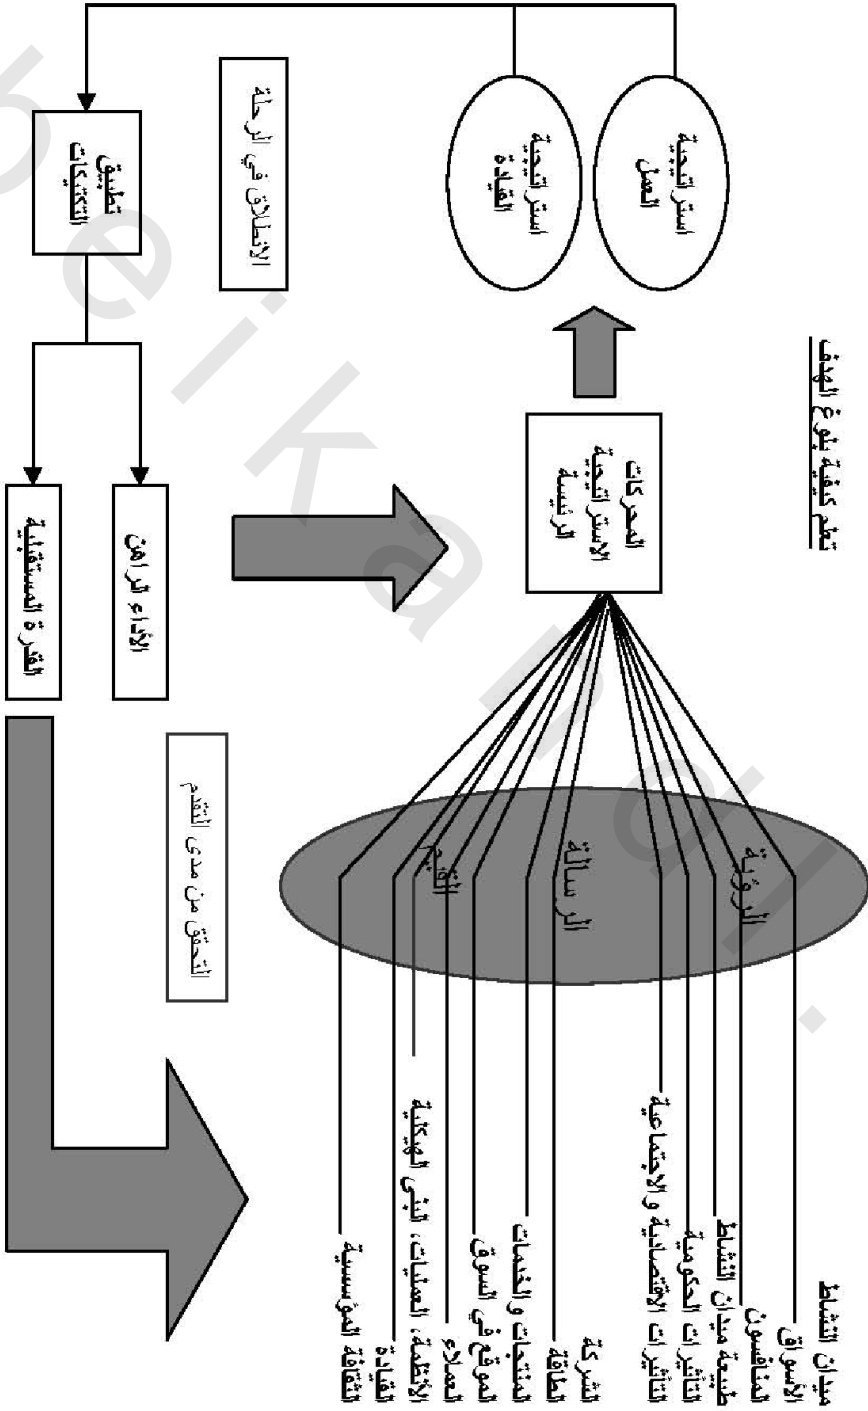 ميدان النشاط
الأسواق
المنافسون
طبيعة ميدان النشاط
التأثيرات الحكومية
التأثيرات الاقتصادية والاجتماعية
الشركة
الطاقة
المنتجات والخدمات
الموقع في السوق
العملاء
الأنظمة، العمليات، البنى الهيكلية
القيادة
الثقافة المؤسسية
الرؤية
الرسالة
القيم
تعلم كيفية بلوغ الهدف
المحركات
الاستراتيجية
الرئيسة
استراتيجية
العمل
استراتيجية
القيادة
الانطلاق في الرحلة
تطبيق
التكتيكات
الأداء الراهن
القدرة المستقبلية
التحقق من مدى التقدم
b e i k a n d l .